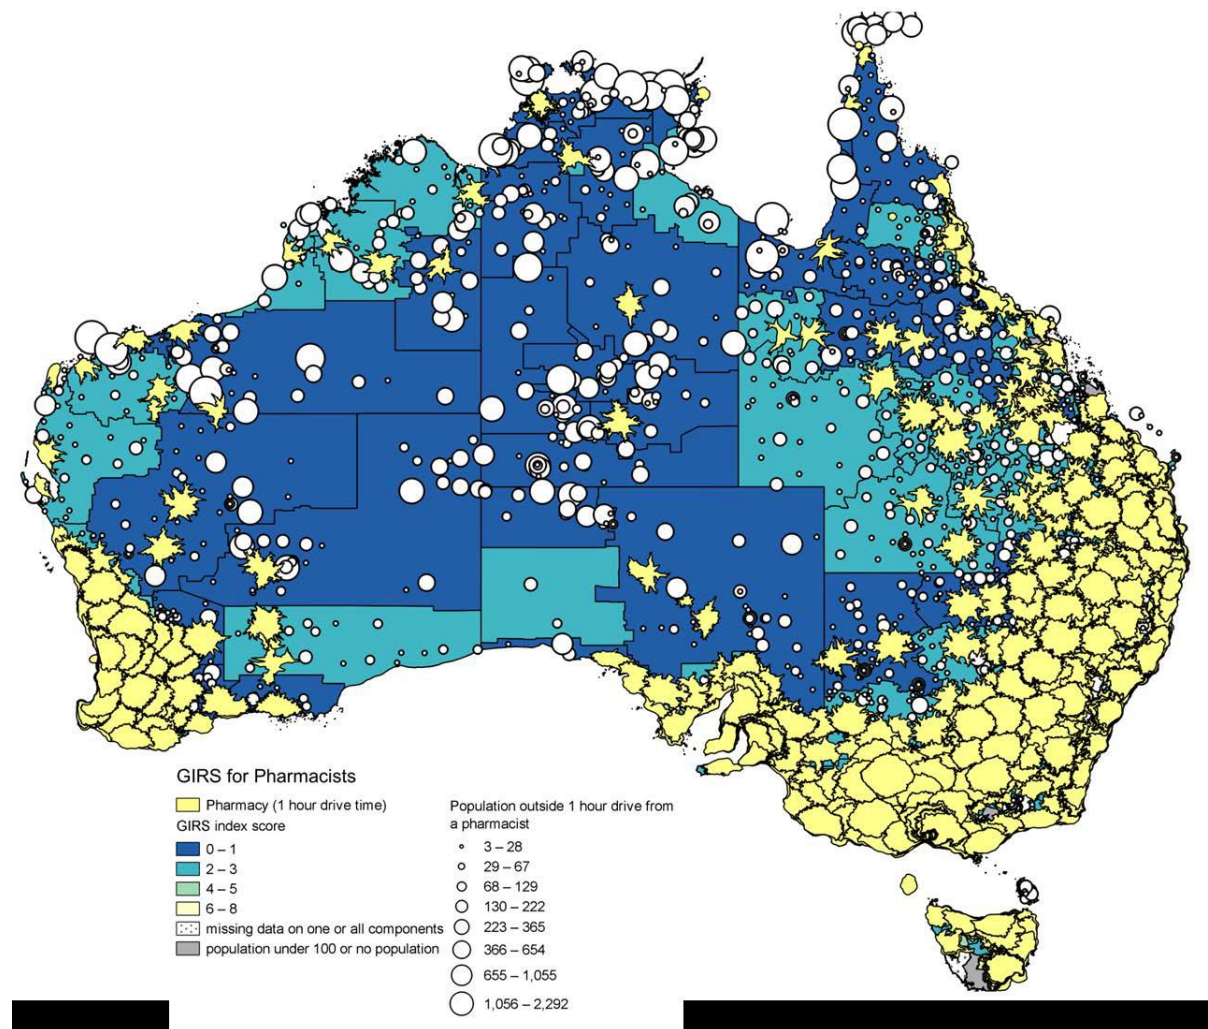 GIRS for Pharmacists
Pharmacy (1 hour drive time)
GIRS index score
0 – 1
2 – 3
4 – 5
6 – 8
missing data on one or all components
population under 100 or no population
Population outside 1 hour drive from
a pharmacist
3 – 28
29 – 67
68 – 129
130 – 222
223 – 365
366 – 654
655 – 1,055
1,056 – 2,292